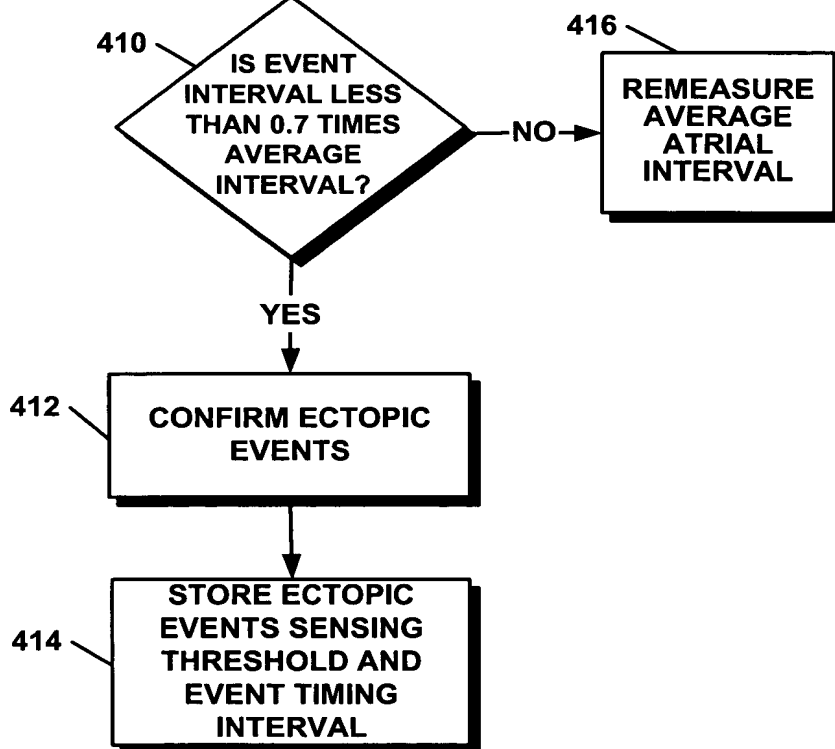 410
IS EVENT
INTERVAL LESS
THAN 0.7 TIMES
AVERAGE
INTERVAL?
NO
416
REMEASURE
AVERAGE
ATRIAL
INTERVAL
YES
412
CONFIRM ECTOPIC
EVENTS
414
STORE ECTOPIC
EVENTS SENSING
THRESHOLD AND
EVENT TIMING
INTERVAL